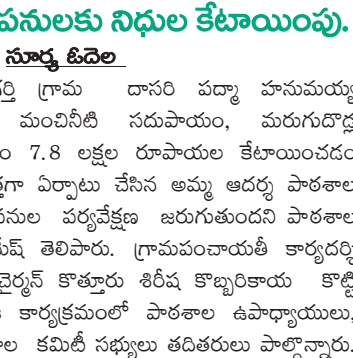 పనులకు నిధుల కేటాయింపు.
సూర్య ఓదెల
గ్రామ దాసరి పద్మా హనుమయ్య
మంచినీటి సదుపాయం, మరుగుదొడ్ల
7.8 లక్షల రూపాయల కేటాయించడం
ఏర్పాటు చేసిన అమ్మ ఆదర్శ పాఠశాల
పనుల పర్యవేక్షణ జరుగుతుందని పాఠశాల
తెలిపారు. గ్రామపంచాయతీ కార్యదర్శి
చైర్మన్ కొత్తూరు శిరీష కొబ్బరికాయ కొట్టి
కార్యక్రమంలో పాఠశాల ఉపాధ్యాయులు,
కమిటీ సభ్యులు తదితరులు పాల్గొన్నారు.